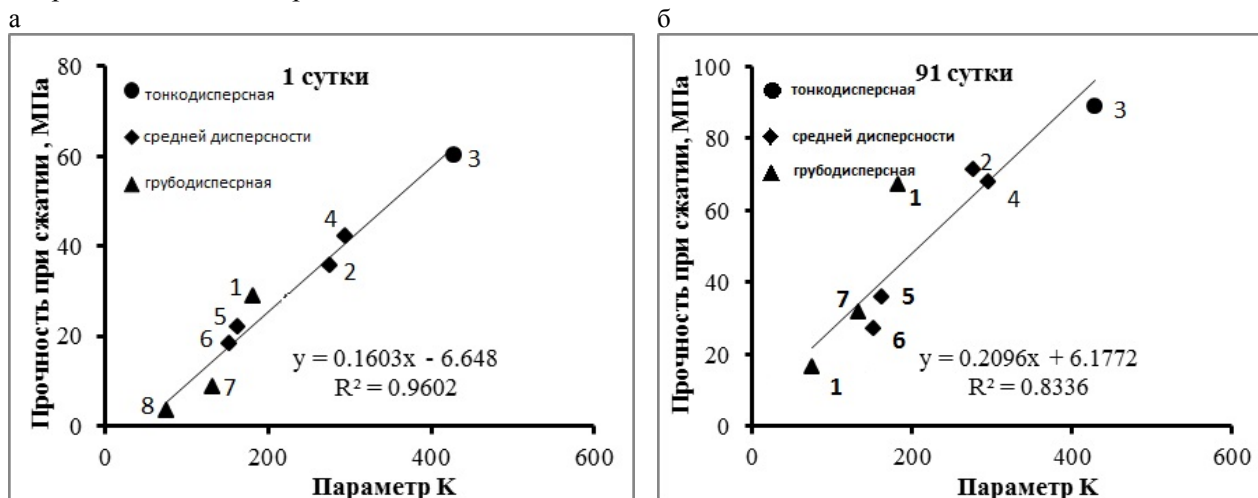 а
1 сутки
тонкодисперсная
средней дисперсности
грубодиспесрная
Прочность при сжатии , МПа
80
60
40
20
0
3
4
2
1
5
6
7
8
y = 0.1603x - 6.648
R² = 0.9602
0 200 400 600
Параметр K
б
91 сутки
тонкодисперсная
средней дисперсности
грубодисперсная
Прочность при сжатии, МПа
100
80
60
40
20
0
3
2
4
1
7
5
6
1
y = 0.2096x + 6.1772
R² = 0.8336
0 200 400 600
Параметр K